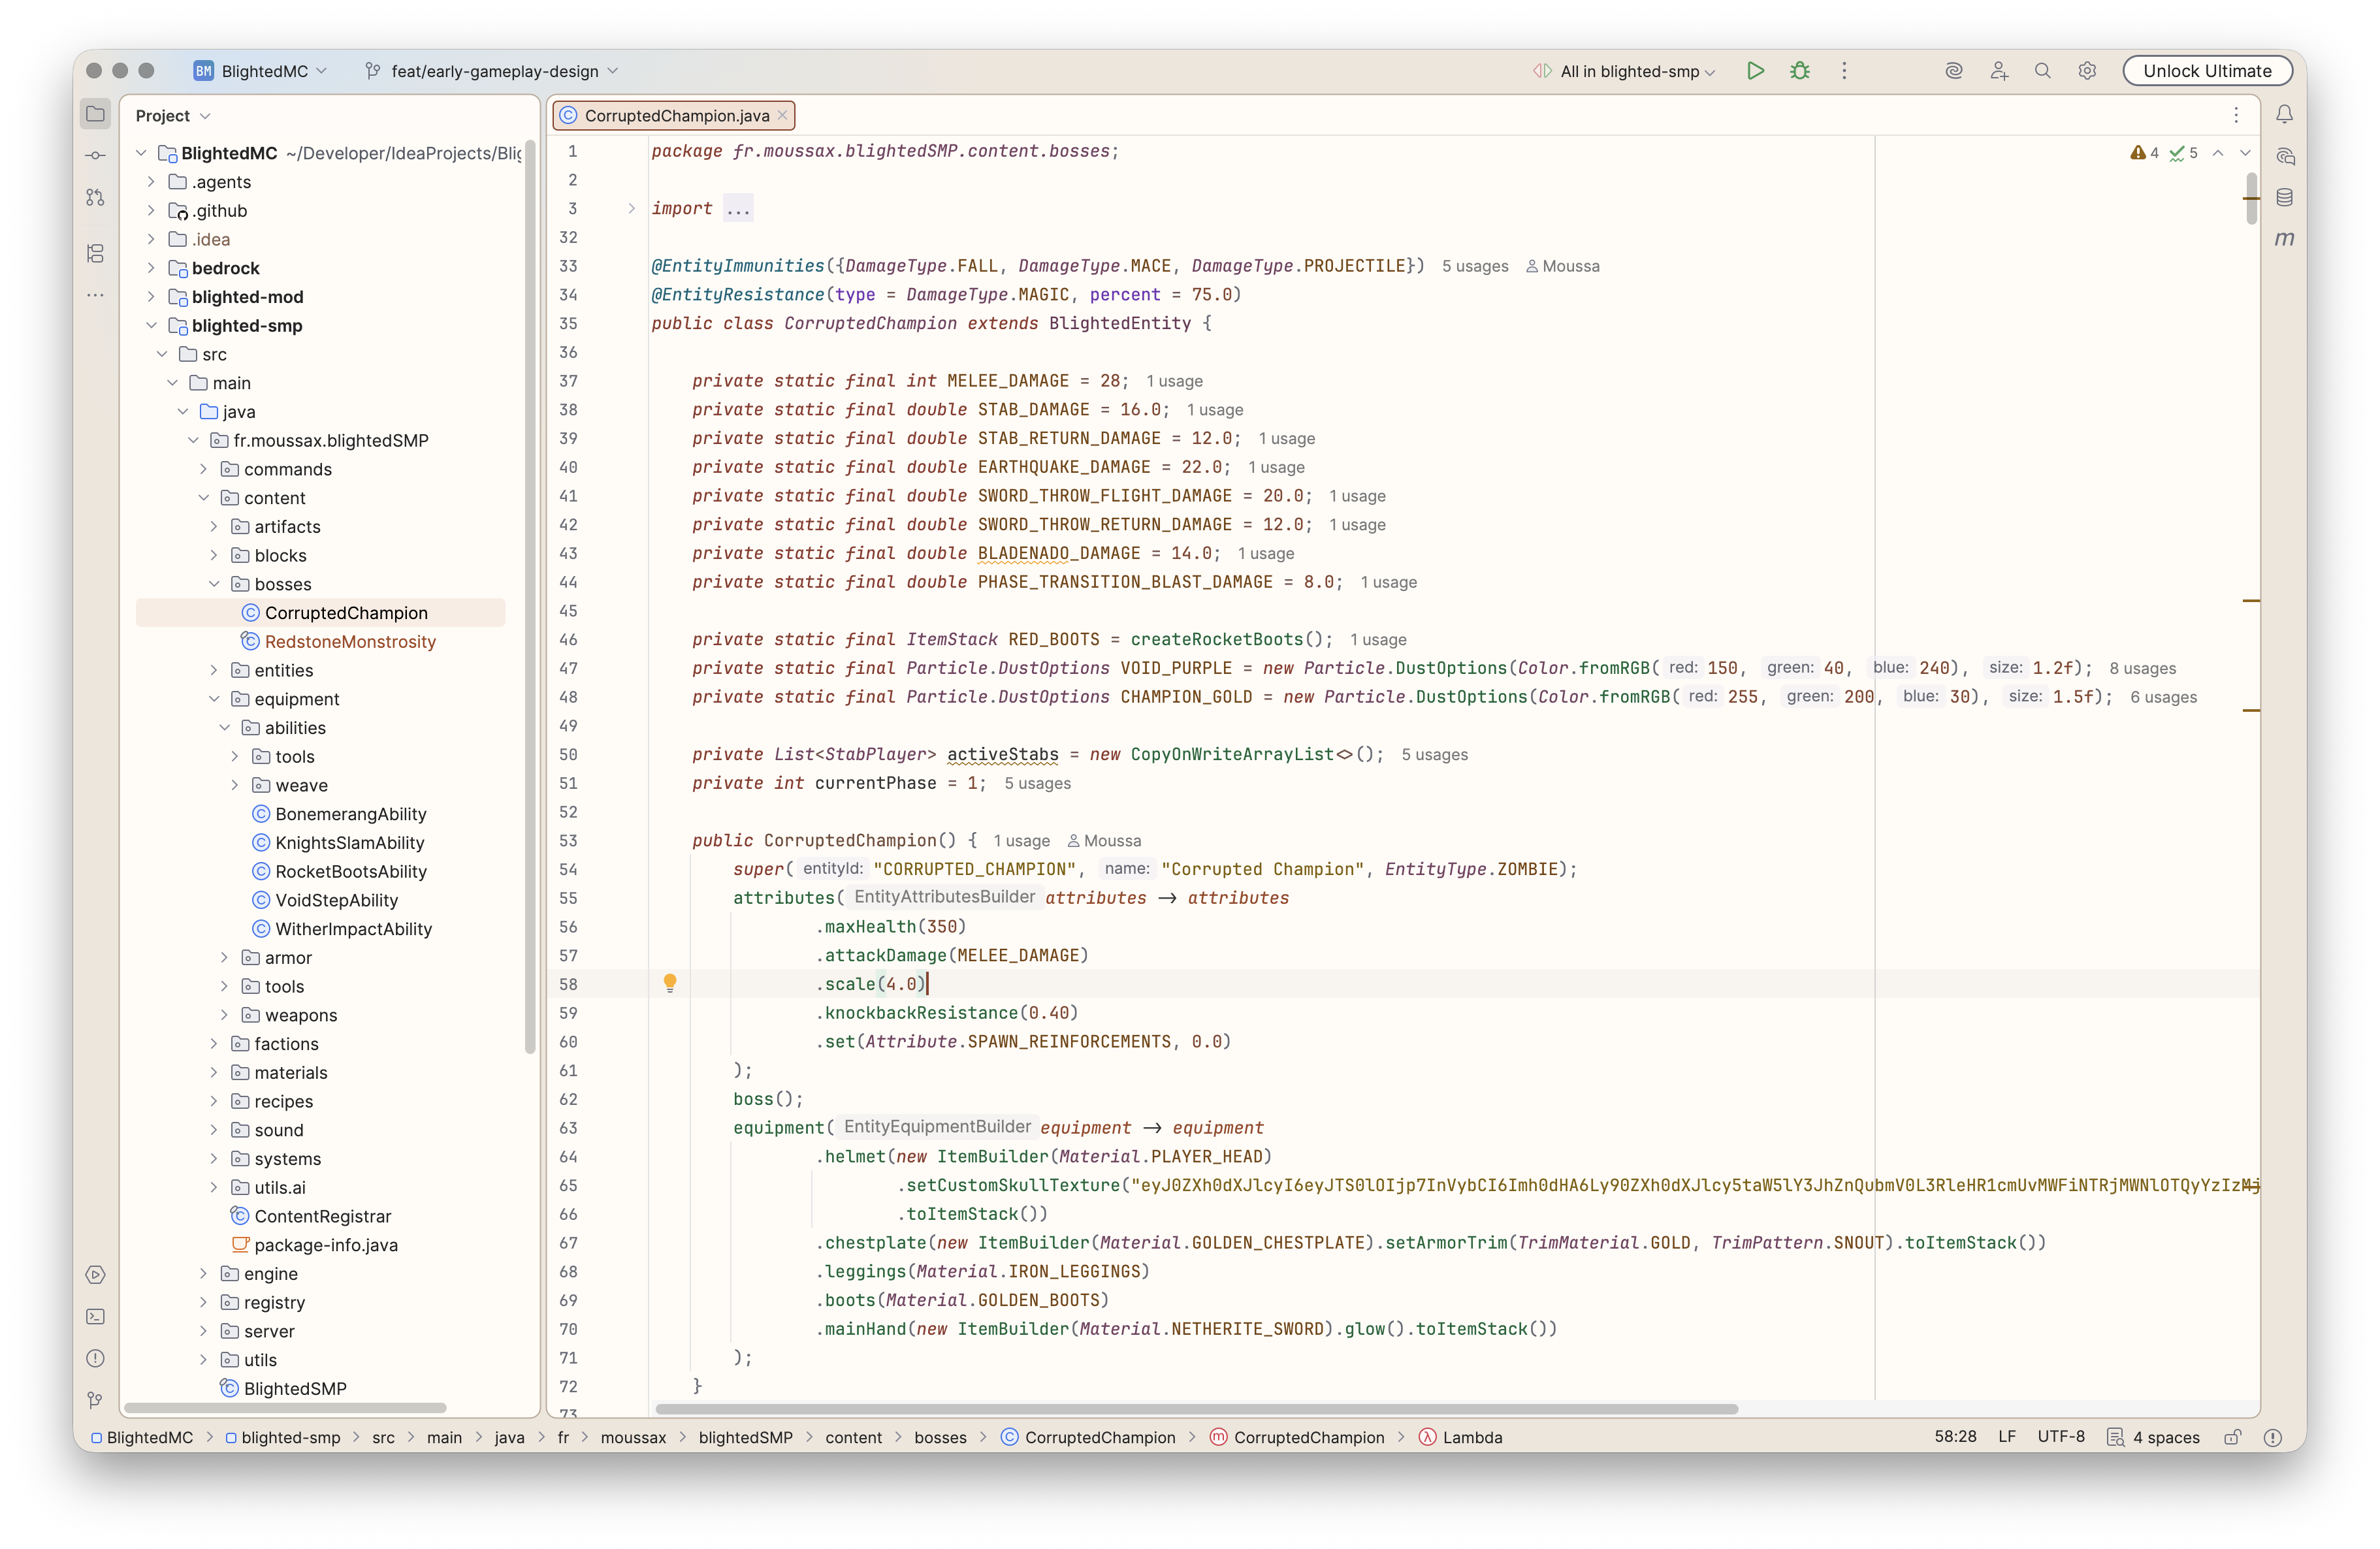 BM BlightedMC feat/early-gameplay-design All in blighted-smp Unlock Ultimate
Project
BlightedMC ~/Developer/IdeaProjects/Blig
.agents
.github
.idea
bedrock
blighted-mod
blighted-smp
src
main
java
fr.moussax.blightedSMP
commands
content
artifacts
blocks
bosses
CorruptedChampion
RedstoneMonstrosity
entities
equipment
abilities
tools
weave
BonemerangAbility
KnightsSlamAbility
RocketBootsAbility
VoidStepAbility
WitherImpactAbility
armor
tools
weapons
factions
materials
recipes
sound
systems
utils.ai
ContentRegistrar
package-info.java
engine
registry
server
utils
BlightedSMP
CorruptedChampion.java
4 5
1 package fr.moussax.blightedSMP.content.bosses;
2
3 import ...
32
33 @EntityImmunities({DamageType.FALL, DamageType.MACE, DamageType.PROJECTILE}) 5 usages Moussa
34 @EntityResistance(type = DamageType.MAGIC, percent = 75.0)
35 public class CorruptedChampion extends BlightedEntity {
36
37 private static final int MELEE_DAMAGE = 28; 1 usage
38 private static final double STAB_DAMAGE = 16.0; 1 usage
39 private static final double STAB_RETURN_DAMAGE = 12.0; 1 usage
40 private static final double EARTHQUAKE_DAMAGE = 22.0; 1 usage
41 private static final double SWORD_THROW_FLIGHT_DAMAGE = 20.0; 1 usage
42 private static final double SWORD_THROW_RETURN_DAMAGE = 12.0; 1 usage
43 private static final double BLADENADO_DAMAGE = 14.0; 1 usage
44 private static final double PHASE_TRANSITION_BLAST_DAMAGE = 8.0; 1 usage
45
46 private static final ItemStack RED_BOOTS = createRocketBoots(); 1 usage
47 private static final Particle.DustOptions VOID_PURPLE = new Particle.DustOptions(Color.fromRGB( red: 150, green: 40, blue: 240), size: 1.2f); 8 usages
48 private static final Particle.DustOptions CHAMPION_GOLD = new Particle.DustOptions(Color.fromRGB( red: 255, green: 200, blue: 30), size: 1.5f); 6 usages
49
50 private List<StabPlayer> activeStabs = new CopyOnWriteArrayList<>(); 5 usages
51 private int currentPhase = 1; 5 usages
52
53 public CorruptedChampion() { 1 usage Moussa
54 super( entityId: "CORRUPTED_CHAMPION", name: "Corrupted Champion", EntityType.ZOMBIE);
55 attributes( EntityAttributesBuilder attributes -> attributes
56 .maxHealth(350)
57 .attackDamage(MELEE_DAMAGE)
58 .scale(4.0)
59 .knockbackResistance(0.40)
60 .set(Attribute.SPAWN_REINFORCEMENTS, 0.0)
61 );
62 boss();
63 equipment( EntityEquipmentBuilder equipment -> equipment
64 .helmet(new ItemBuilder(Material.PLAYER_HEAD)
65 .setCustomSkullTexture("eyJ0ZXh0dXJlcyI6eyJTS0lOIjp7InVybCI6Imh0dHA6Ly90ZXh0dXJlcy5taW5lY3JhZnQubmV0L3RleHR1cmUvMWFiNTRjMWNlOTQyYzIzMj
66 .toItemStack())
67 .chestplate(new ItemBuilder(Material.GOLDEN_CHESTPLATE).setArmorTrim(TrimMaterial.GOLD, TrimPattern.SNOUT).toItemStack())
68 .leggings(Material.IRON_LEGGINGS)
69 .boots(Material.GOLDEN_BOOTS)
70 .mainHand(new ItemBuilder(Material.NETHERITE_SWORD).glow().toItemStack())
71 );
72 }
73
BlightedMC > blighted-smp > src > main > java > fr > moussax > blightedSMP > content > bosses > CorruptedChampion > CorruptedChampion > Lambda 58:28 LF UTF-8 4 spaces